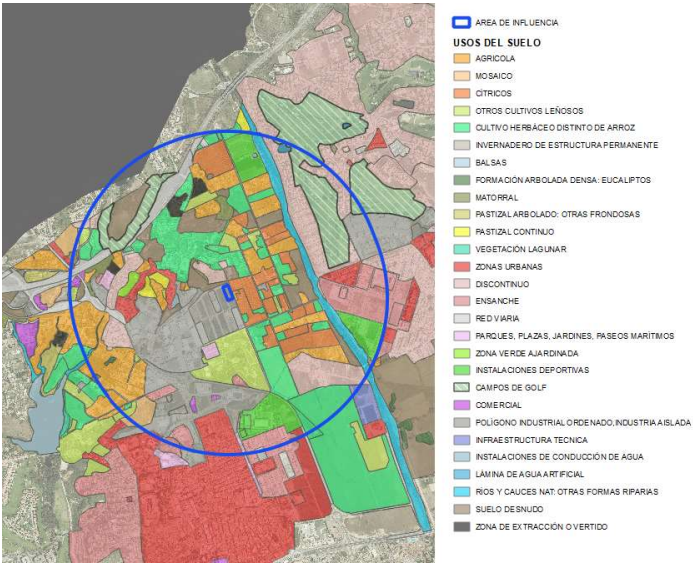 AREA DE INFLUENCIA
USOS DEL SUELO
AGRICOLA
MOSAICO
CÍTRICOS
OTROS CULTIVOS LEÑOSOS
CULTIVO HERBÁCEO DISTINTO DE ARROZ
INVERNADERO DE ESTRUCTURA PERMANENTE
BALSAS
FORMACIÓN ARBOLADA DENSA: EUCALIPTOS
MATORRAL
PASTIZAL ARBOLADO: OTRAS FRONDOSAS
PASTIZAL CONTINUO
VEGETACIÓN LAGUNAR
ZONAS URBANAS
DISCONTINUO
ENSANCHE
RED VIARIA
PARQUES, PLAZAS, JARDINES, PASEOS MARÍTIMOS
ZONA VERDE AJARDINADA
INSTALACIONES DEPORTIVAS
CAMPOS DE GOLF
COMERCIAL
POLÍGONO INDUSTRIAL ORDENADO,INDUSTRIA AISLADA
INFRAESTRUCTURA TECNICA
INSTALACIONES DE CONDUCCIÓN DE AGUA
LÁMINA DE AGUA ARTIFICIAL
RÍOS Y CAUCES NAT: OTRAS FORMAS RIPARIAS
SUELO DESNUDO
ZONA DE EXTRACCIÓN O VERTIDO